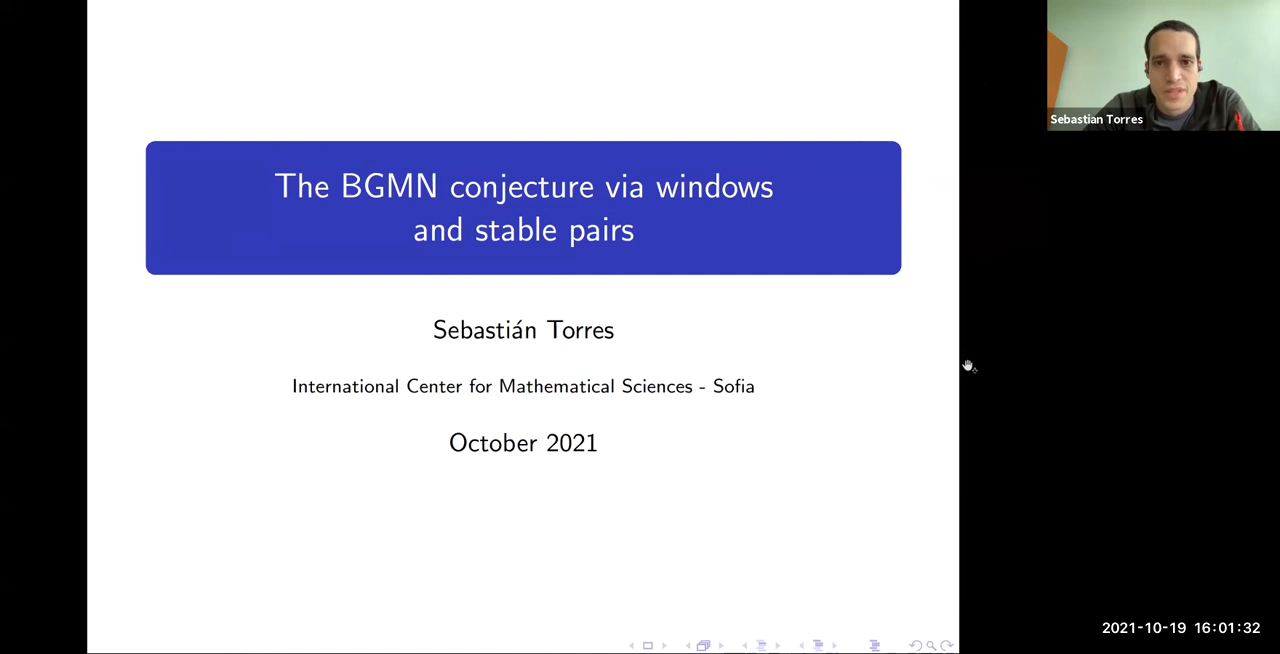 The BGMN conjecture via windows
and stable pairs
Sebastián Torres
International Center for Mathematical Sciences - Sofia
October 2021
Sebastian Torres
2021-10-19 16:01:32